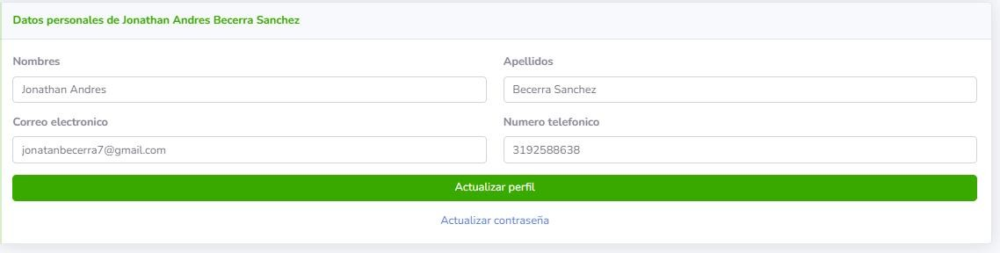 Datos personales de Jonathan Andres Becerra Sanchez
Nombres
Apellidos
Jonathan Andres
Becerra Sanchez
Correo electronico
Numero telefonico
jonatanbecerra7@gmail.com
3192588638
Actualizar perfil
Actualizar contraseña